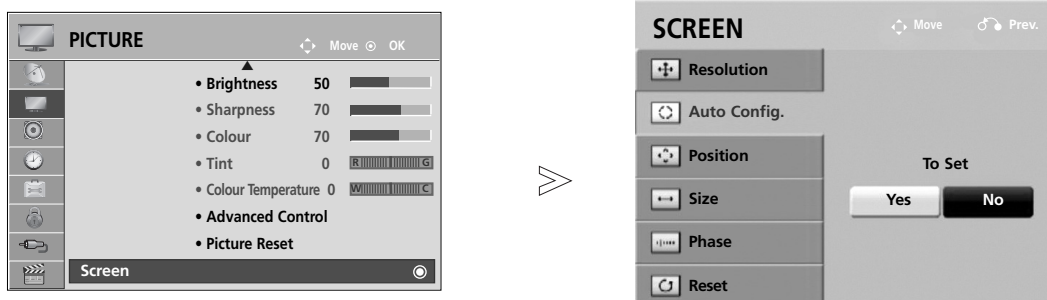 PICTURE
Move OK
• Brightness 50
• Sharpness 70
• Colour 70
• Tint 0 R G
• Colour Temperature 0 W C
• Advanced Control
• Picture Reset
Screen
SCREEN
Move Prev.
Resolution
Auto Config.
Position
Size
Phase
Reset
To Set
Yes No